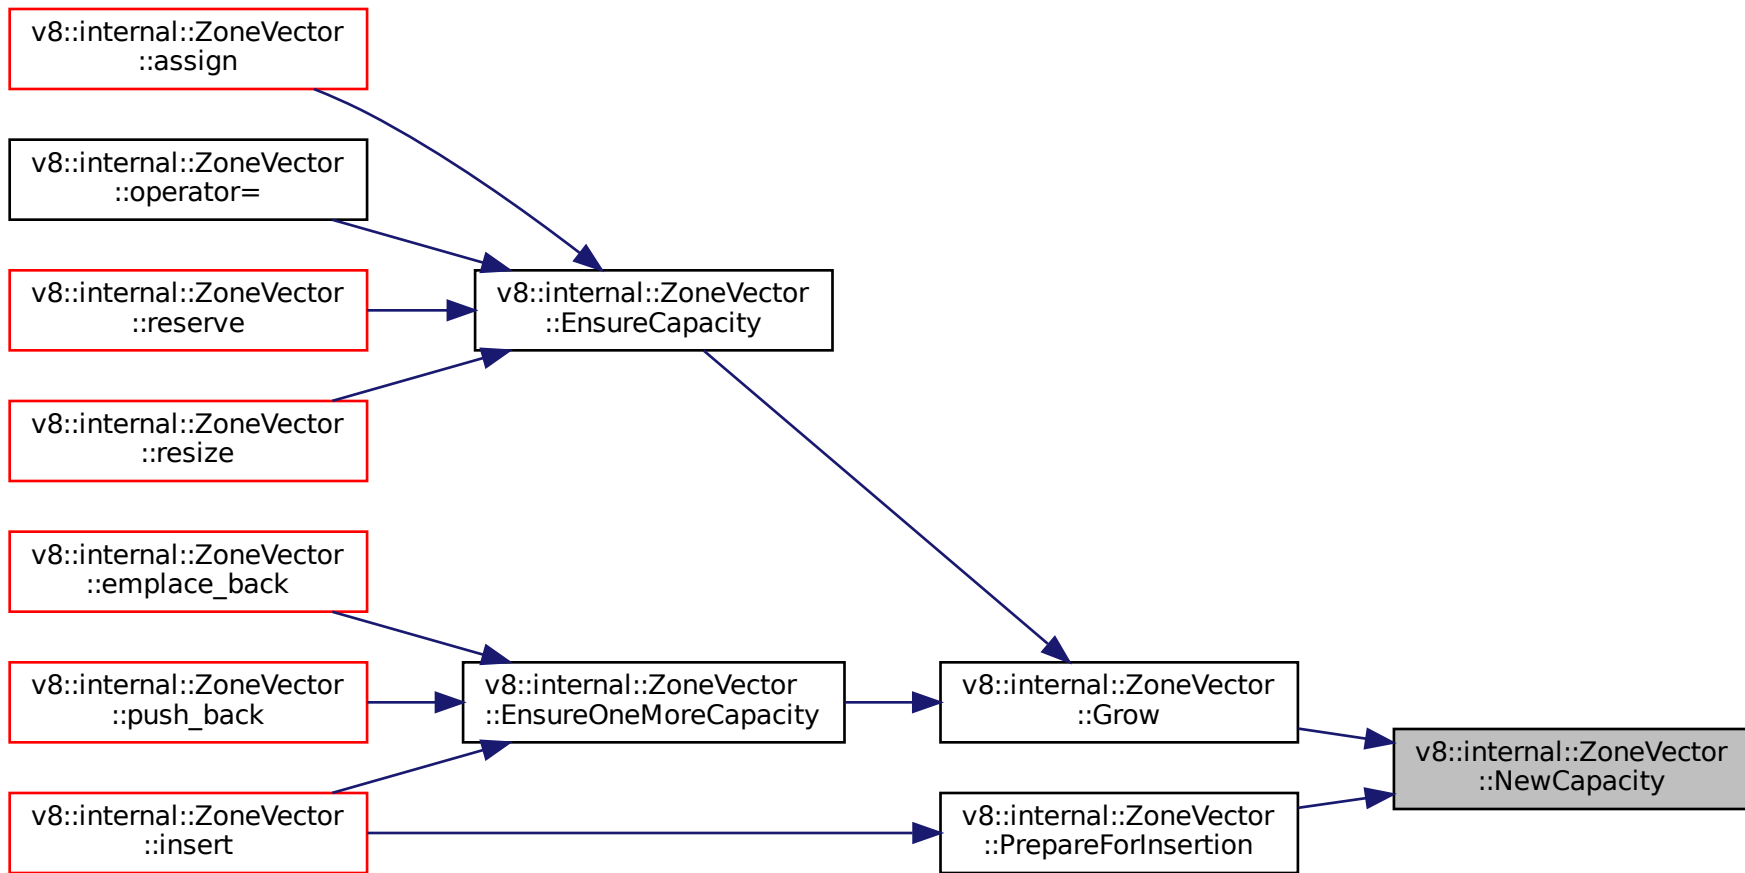 v8::internal::ZoneVector
::assign
v8::internal::ZoneVector
::operator=
v8::internal::ZoneVector
::reserve
v8::internal::ZoneVector
::resize
v8::internal::ZoneVector
::emplace_back
v8::internal::ZoneVector
::push_back
v8::internal::ZoneVector
::insert
v8::internal::ZoneVector
::EnsureCapacity
v8::internal::ZoneVector
::EnsureOneMoreCapacity
v8::internal::ZoneVector
::Grow
v8::internal::ZoneVector
::PrepareForInsertion
v8::internal::ZoneVector
::NewCapacity